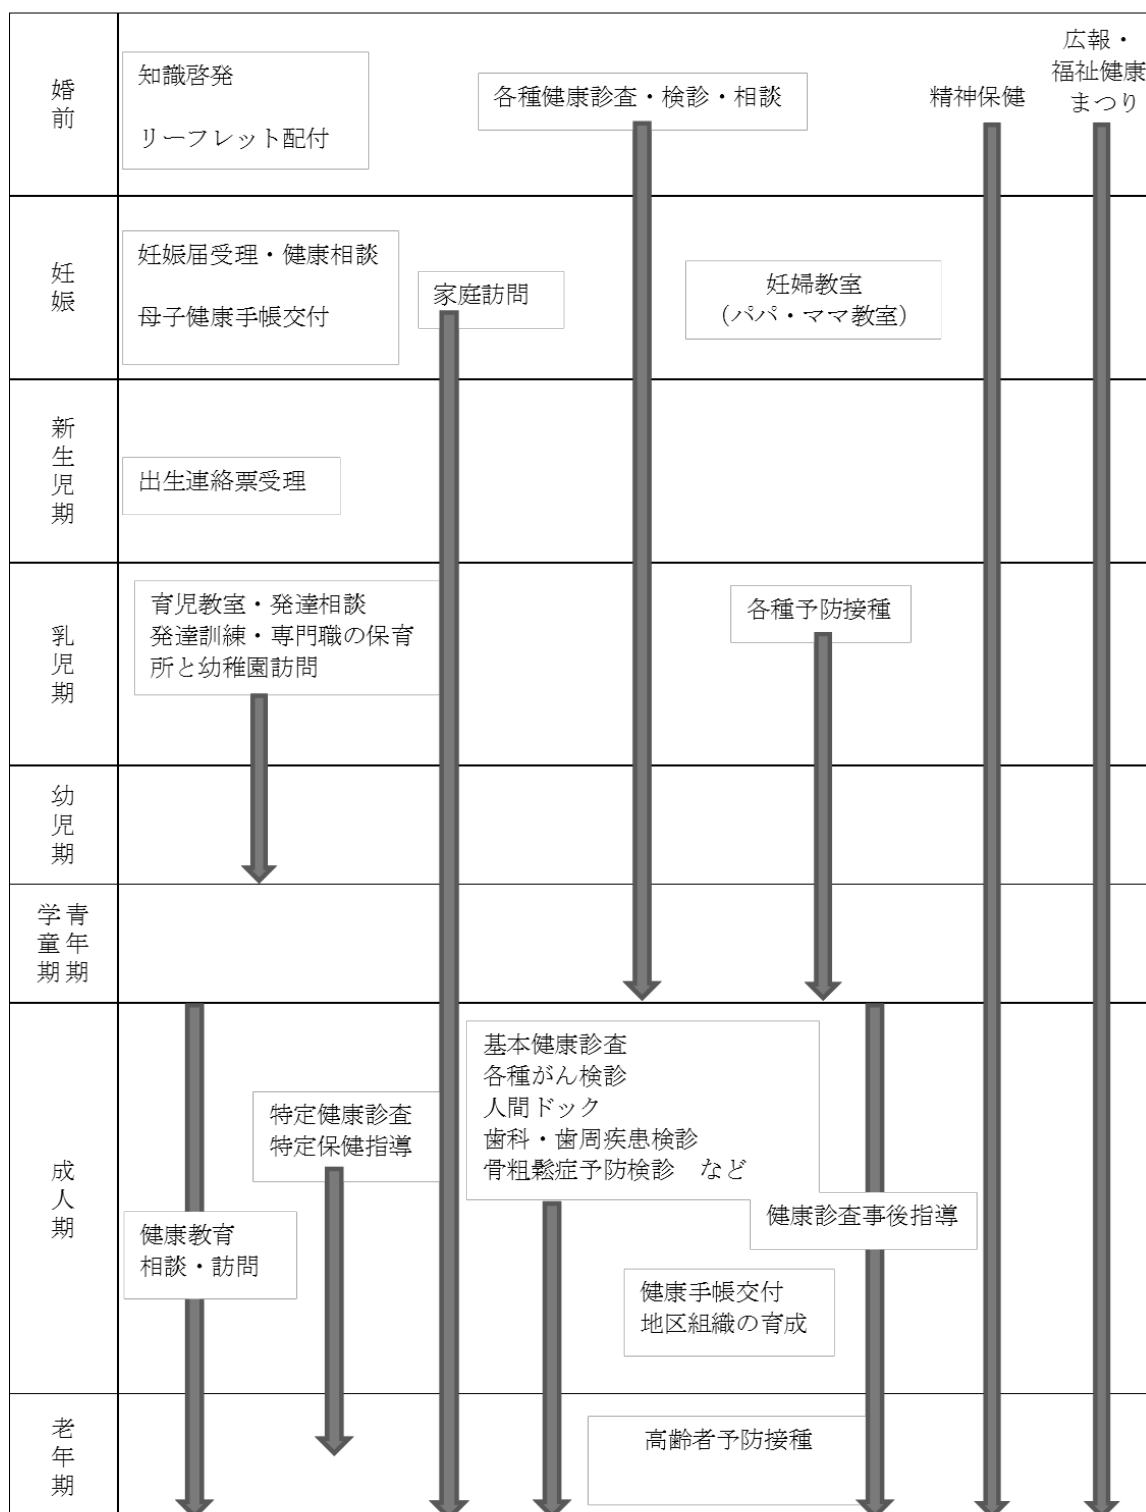 婚前
知識啓発
リーフレット配付
各種健康診査・検診・相談
精神保健
広報・
福祉健康
まつり
妊娠
妊娠届受理・健康相談
母子健康手帳交付
家庭訪問
妊婦教室
（パパ・ママ教室）
新生児期
出生連絡票受理
乳児期
育児教室・発達相談
発達訓練・専門職の保育
所と幼稚園訪問
各種予防接種
幼児期
学童期
青年期
成人期
基本健康診査
各種がん検診
人間ドック
歯科・歯周疾患検診
骨粗鬆症予防検診　など
特定健康診査
特定保健指導
健康教育
相談・訪問
健康診査事後指導
健康手帳交付
地区組織の育成
老年期
高齢者予防接種